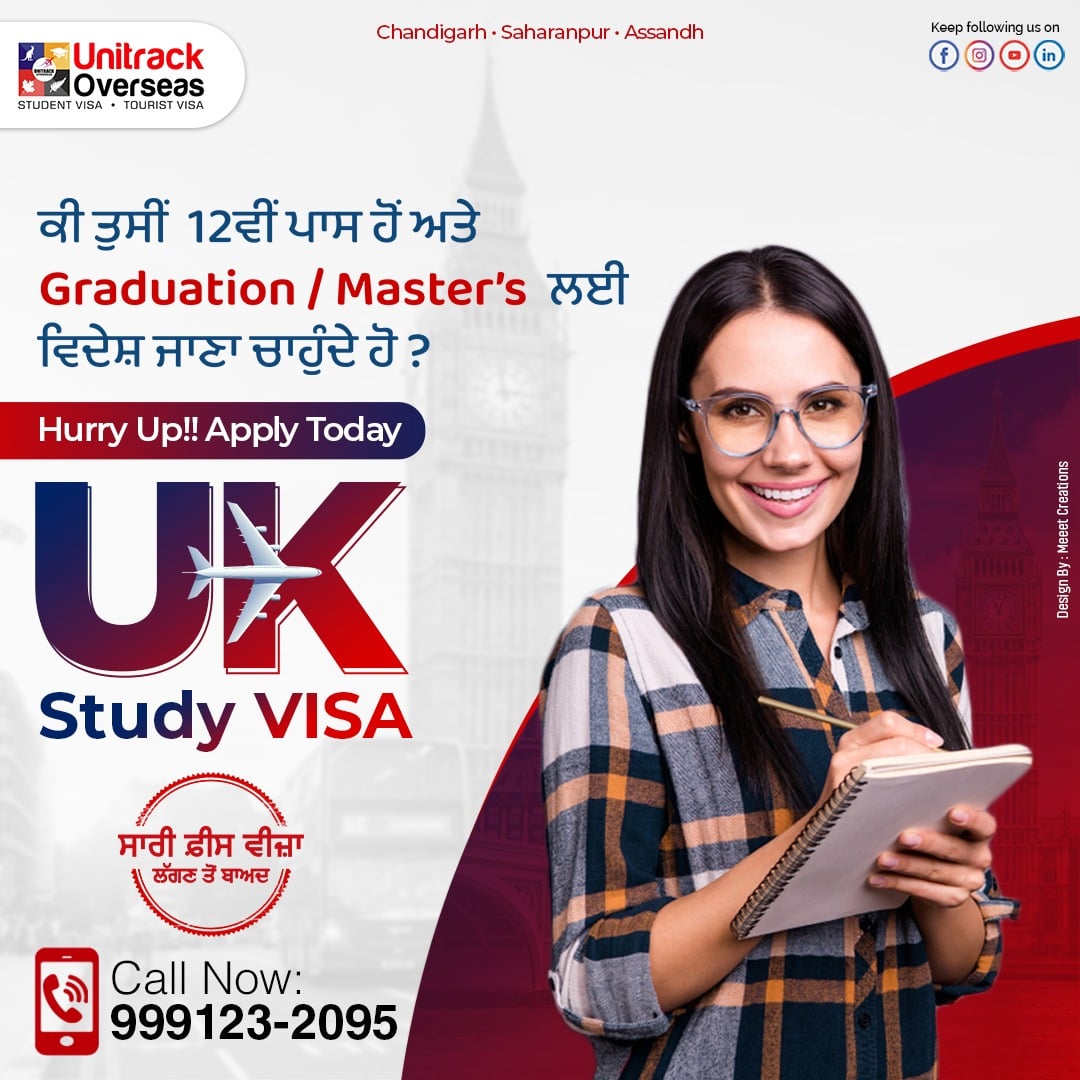 Unitrack
Overseas
STUDENT VISA • TOURIST VISA
Chandigarh • Saharanpur • Assandh
Keep following us on
ਕੀ ਤੁਸੀਂ 12ਵੀਂ ਪਾਸ ਹੋਂ ਅਤੇ
Graduation / Master's ਲਈ
ਵਿਦੇਸ਼ ਜਾਣਾ ਚਾਹੁੰਦੇ ਹੋ ?
Hurry Up!! Apply Today
UK
Study VISA
ਸਾਰੀ ਫ਼ੀਸ ਵੀਜ਼ਾ
ਲੱਗਣ ਤੋਂ ਬਾਅਦ
Call Now:
999123-2095
Design By : Meeet Creations